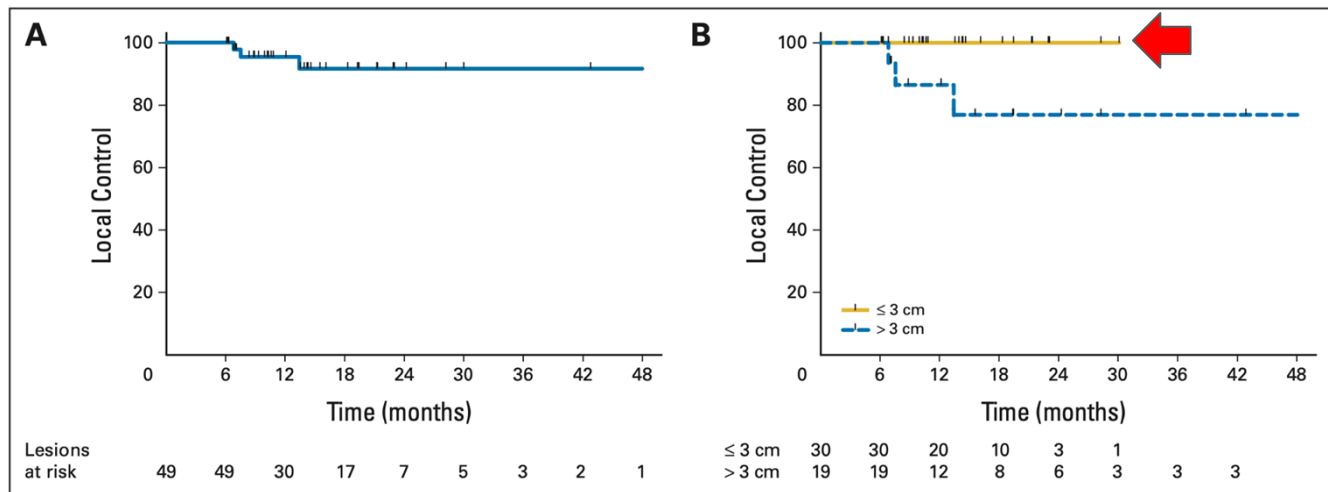 A
100
80
60
40
20
Local Control
0 6 12 18 24 30 36 42 48
Time (months)
Lesions
at risk 49 49 30 17 7 5 3 2 1
B
100
80
60
40
20
Local Control
≤ 3 cm
> 3 cm
0 6 12 18 24 30 36 42 48
Time (months)
≤ 3 cm 30 30 20 10 3 1
> 3 cm 19 19 12 8 6 3 3 3